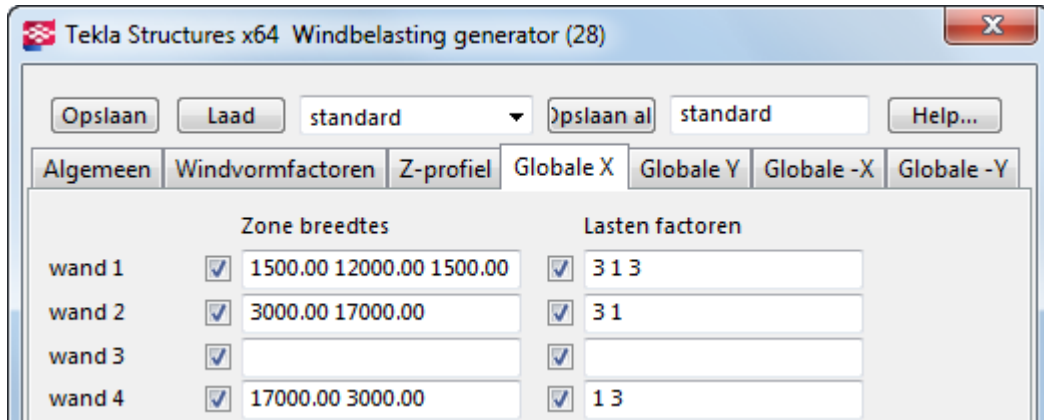 Tekla Structures x64 Windbelasting generator (28)
Opslaan Laad standard Opslaan al standard Help...
Algemeen Windvormfactoren Z-profiel Globale X Globale Y Globale -X Globale -Y
Zone breedtes Lasten factoren
wand 1 1500.00 12000.00 1500.00 3 1 3
wand 2 3000.00 17000.00 3 1
wand 3
wand 4 17000.00 3000.00 1 3